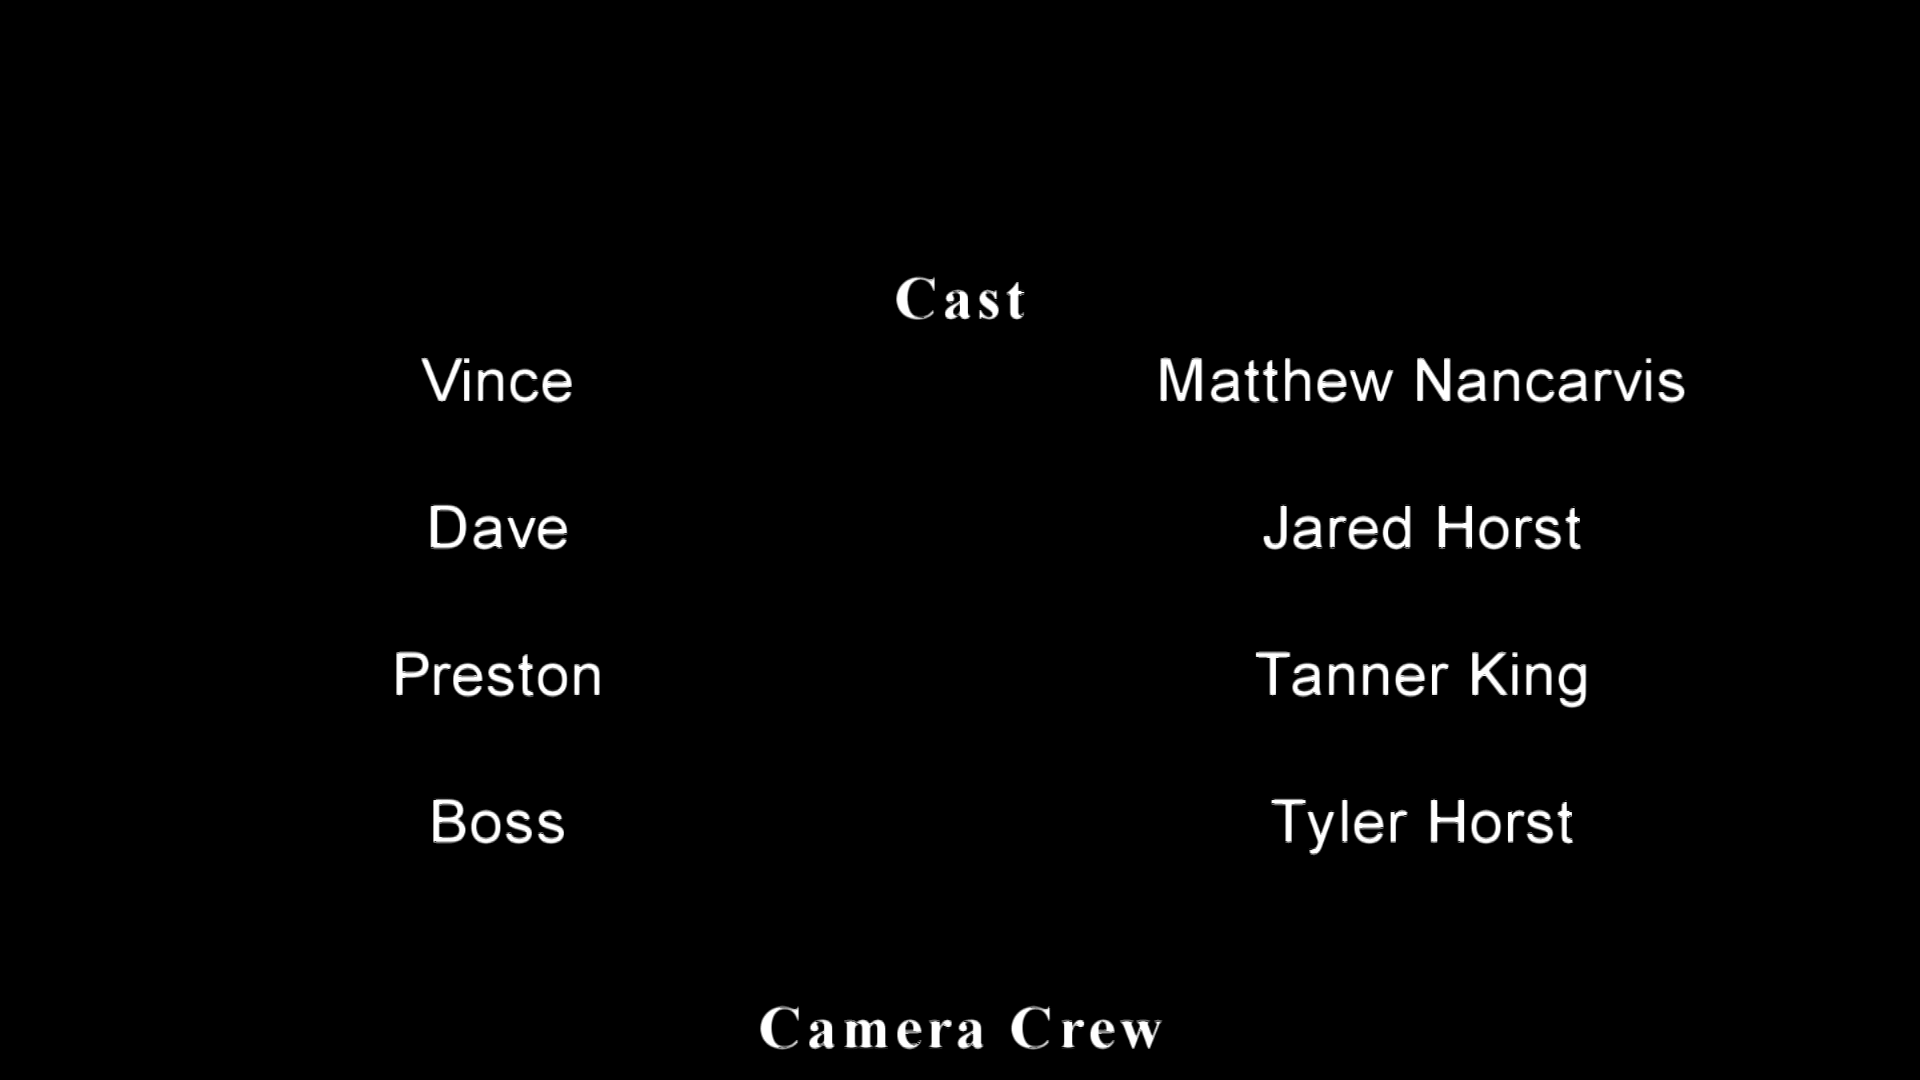 Cast
Vince Matthew Nancarvis
Dave Jared Horst
Preston Tanner King
Boss Tyler Horst
Camera Crew